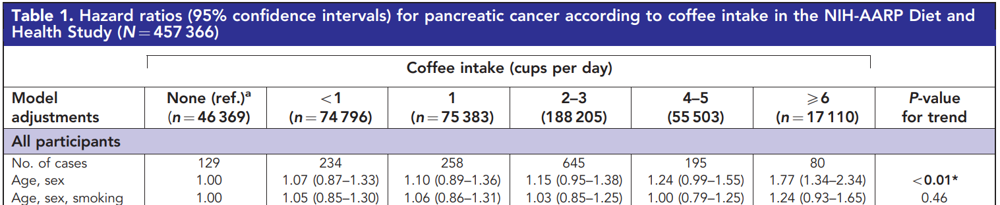 Table 1. Hazard ratios (95% confidence intervals) for pancreatic cancer according to coffee intake in the NIH-AARP Diet and
Health Study (N = 457 366)
Coffee intake (cups per day)
Model adjustments None (ref.)ᵃ (n = 46 369) <1 (n = 74 796) 1 (n = 75 383) 2–3 (188 205) 4–5 (55 503) ⩾6 (n = 17 110) P-value for trend
All participants
No. of cases 129 234 258 645 195 80
Age, sex 1.00 1.07 (0.87–1.33) 1.10 (0.89–1.36) 1.15 (0.95–1.38) 1.24 (0.99–1.55) 1.77 (1.34–2.34) <0.01*
Age, sex, smoking 1.00 1.05 (0.85–1.30) 1.06 (0.86–1.31) 1.03 (0.85–1.25) 1.00 (0.79–1.25) 1.24 (0.93–1.65) 0.46